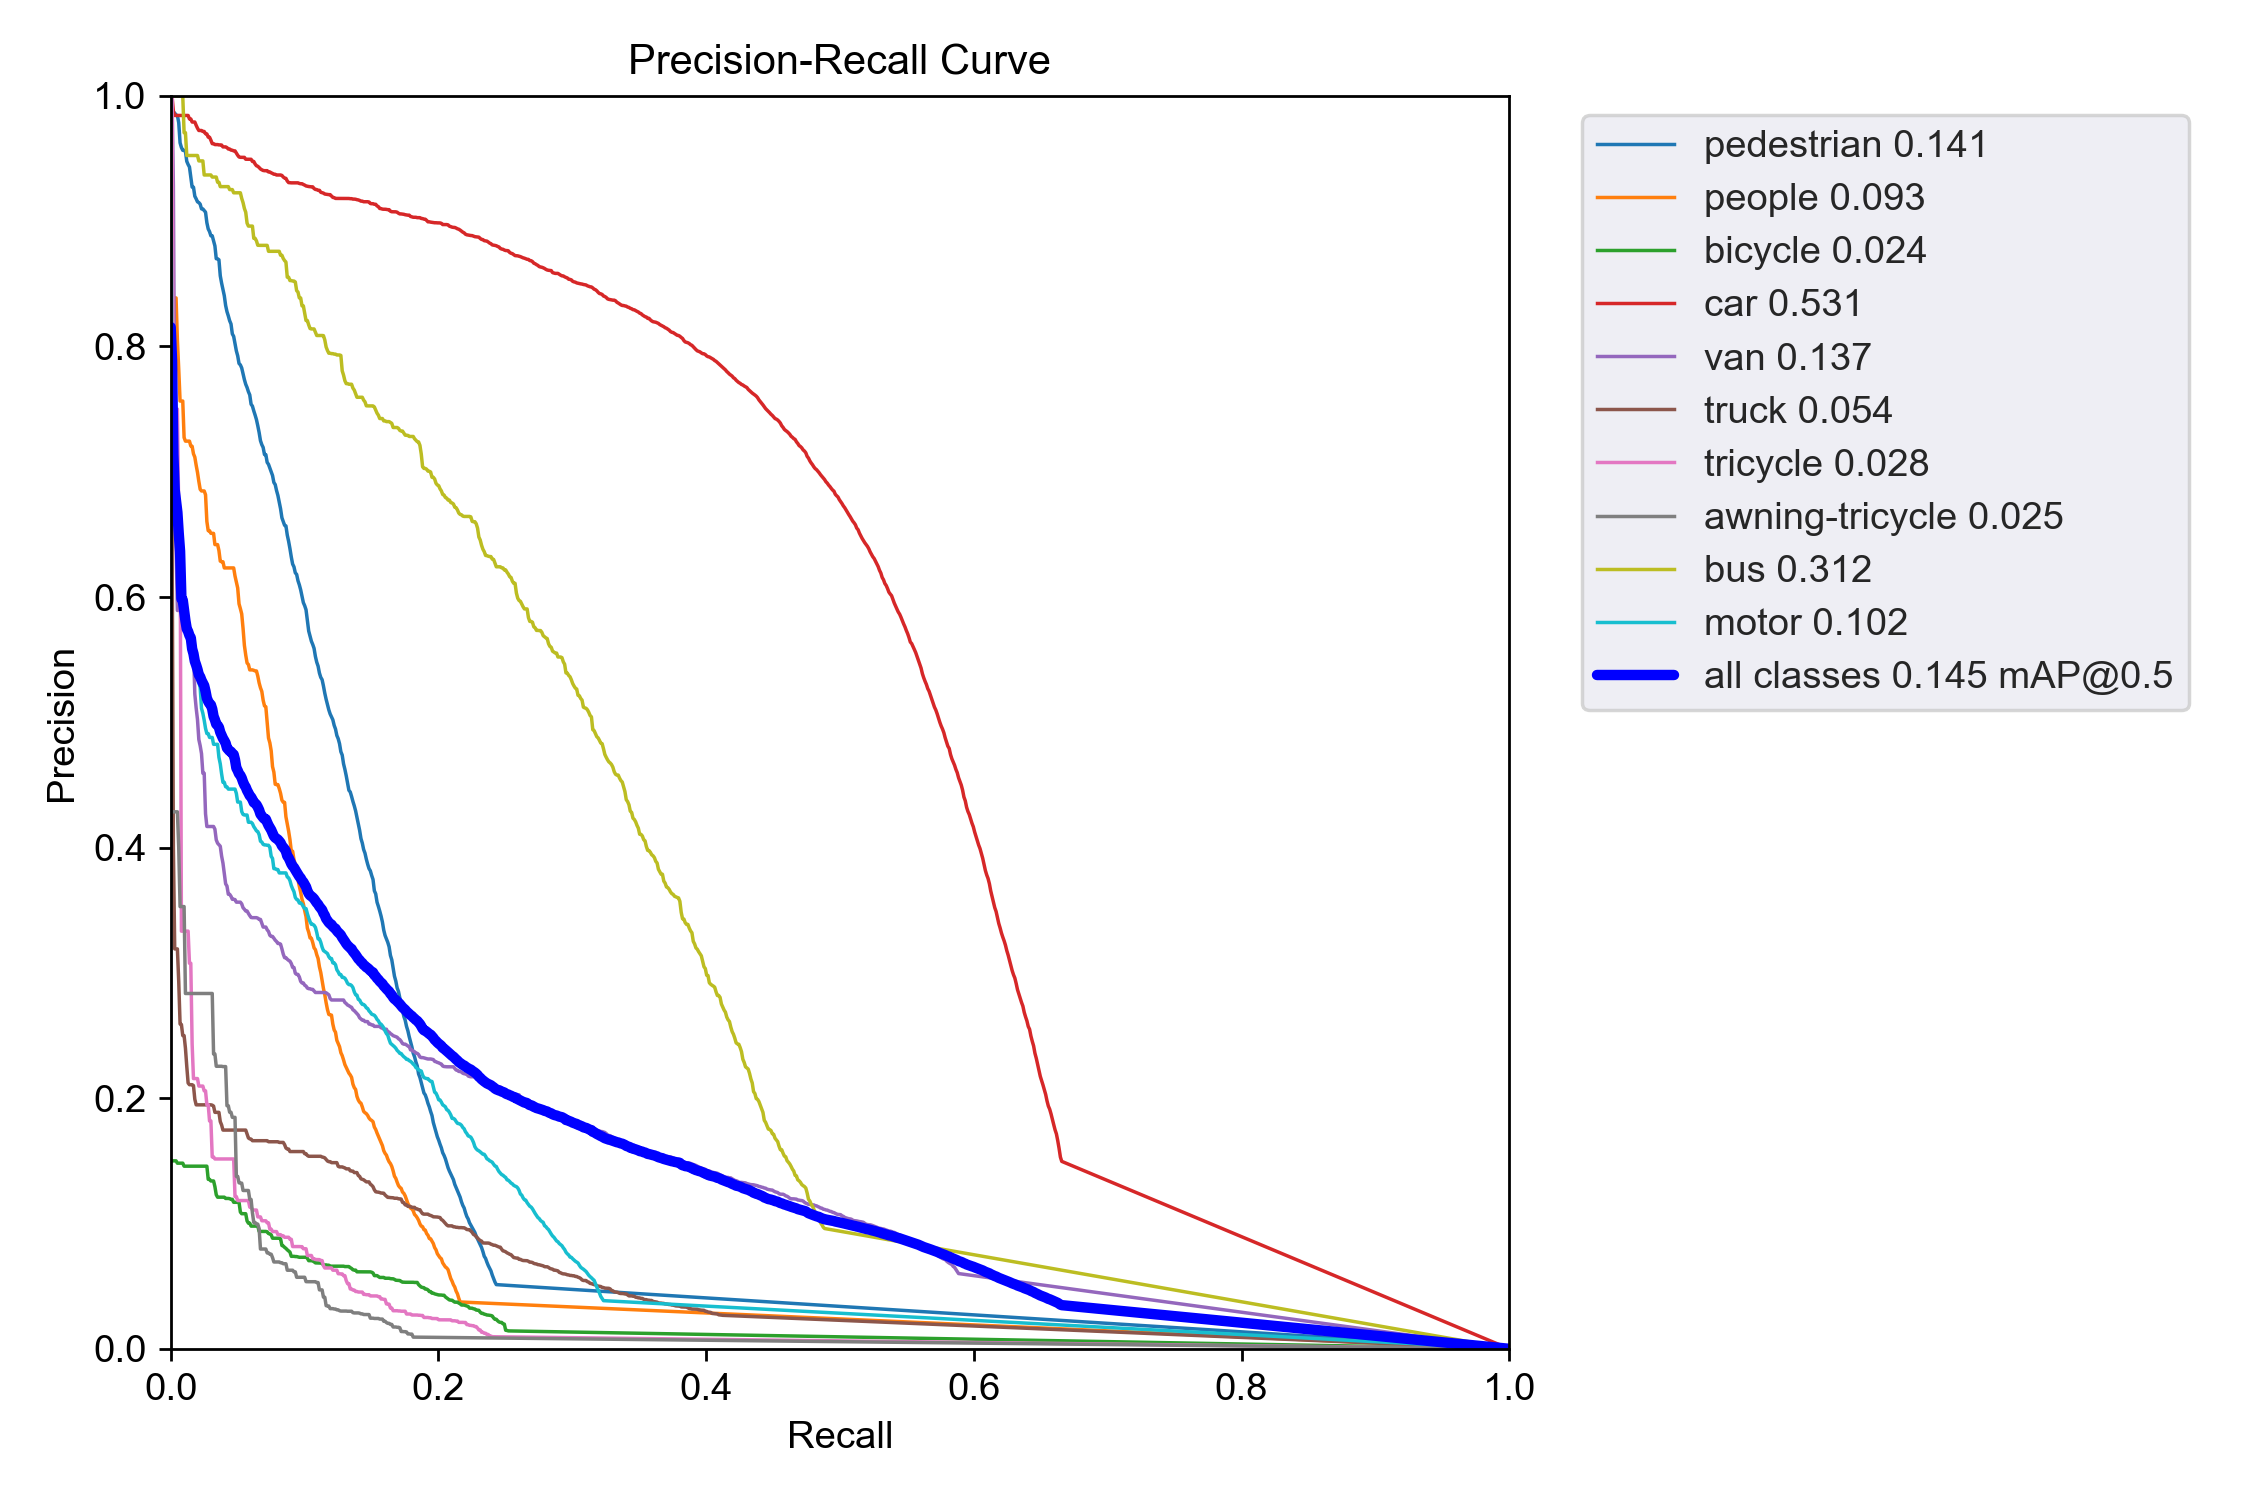 Precision-Recall Curve
1.0
0.8
0.6
0.4
0.2
0.0
Precision
0.0 0.2 0.4 0.6 0.8 1.0
Recall
pedestrian 0.141
people 0.093
bicycle 0.024
car 0.531
van 0.137
truck 0.054
tricycle 0.028
awning-tricycle 0.025
bus 0.312
motor 0.102
all classes 0.145 mAP@0.5